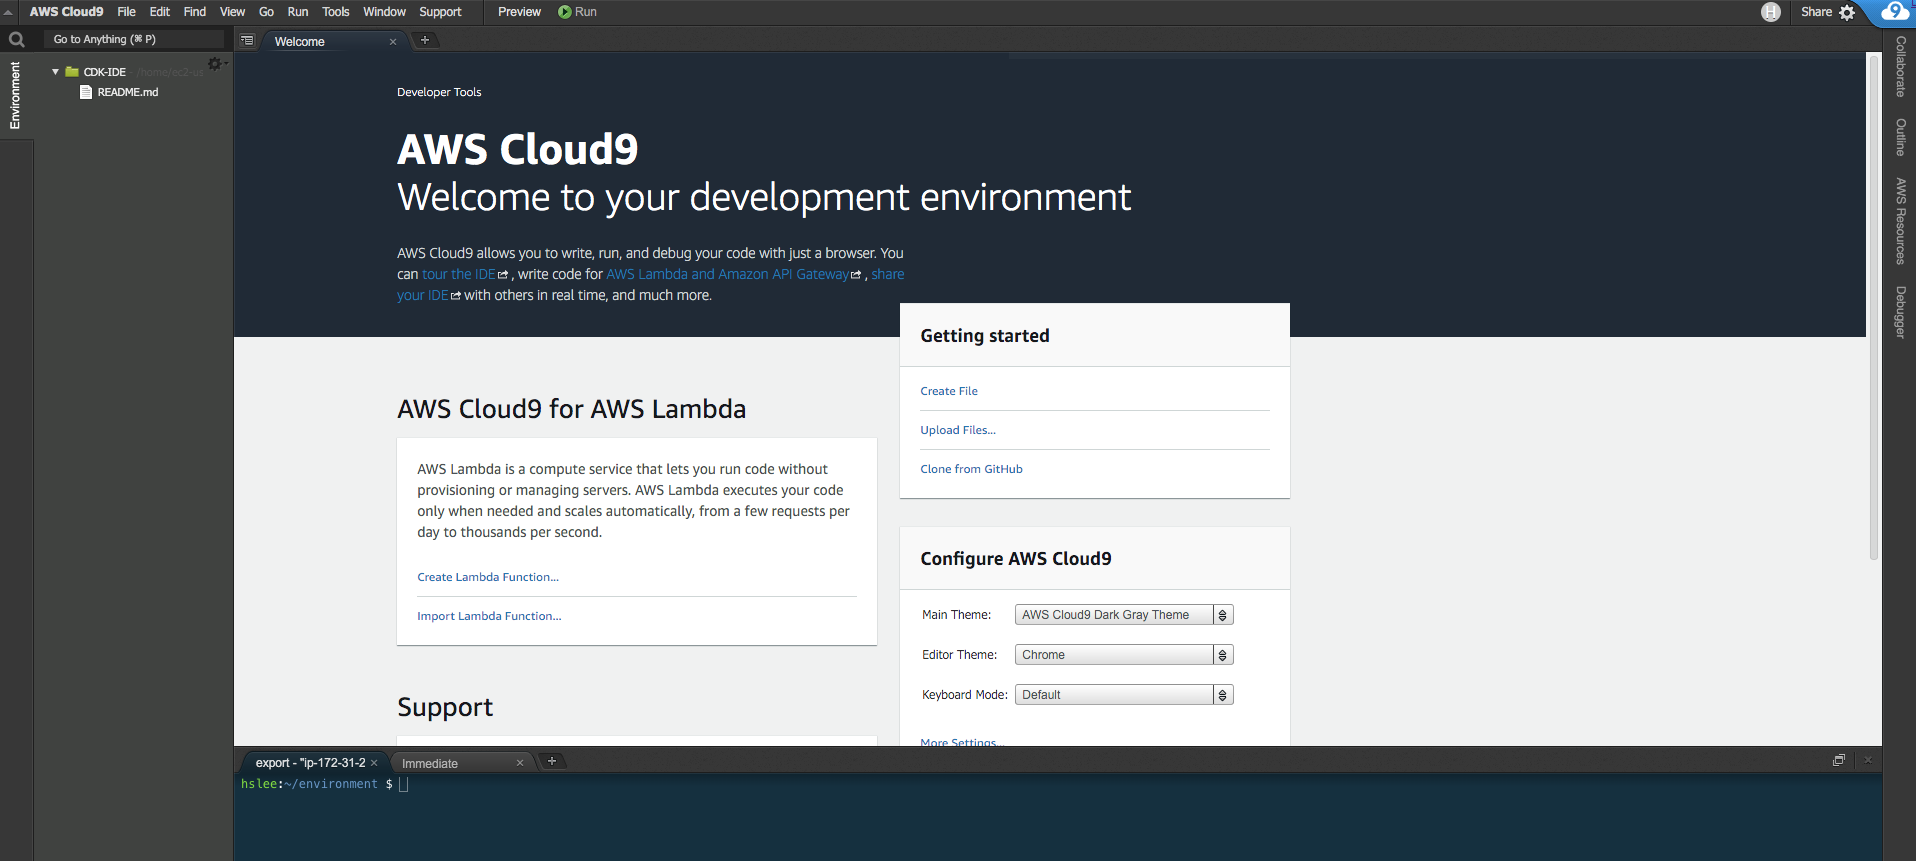 AWS Cloud9 File Edit Find View Go Run Tools Window Support Preview Run H Share 9
Go to Anything (⌘ P) Welcome
Environment
CDK-IDE - /home/ec2-us
README.md
Collaborate
Outline
AWS Resources
Debugger
Developer Tools
AWS Cloud9
Welcome to your development environment
AWS Cloud9 allows you to write, run, and debug your code with just a browser. You
can tour the IDE, write code for AWS Lambda and Amazon API Gateway, share
your IDE with others in real time, and much more.
Getting started
Create File
Upload Files...
Clone from GitHub
AWS Cloud9 for AWS Lambda
AWS Lambda is a compute service that lets you run code without
provisioning or managing servers. AWS Lambda executes your code
only when needed and scales automatically, from a few requests per
day to thousands per second.
Create Lambda Function...
Import Lambda Function...
Configure AWS Cloud9
Main Theme: AWS Cloud9 Dark Gray Theme
Editor Theme: Chrome
Keyboard Mode: Default
More Settings...
Support
export - "ip-172-31-2 Immediate
hslee:~/environment $